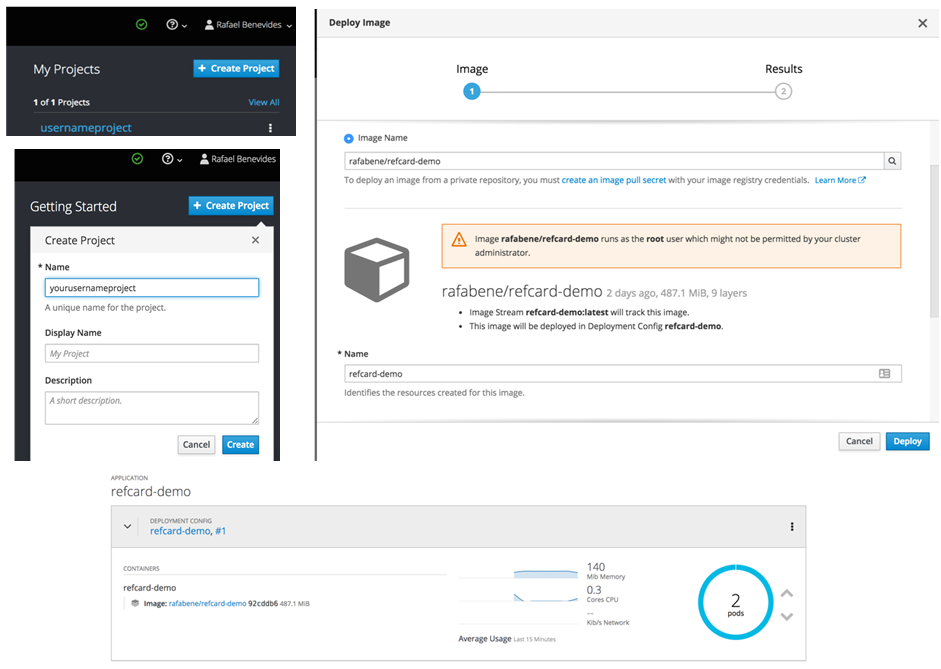 Rafael Benevides
My Projects
+ Create Project
1 of 1 Projects
View All
usernameproject
Rafael Benevides
Getting Started
+ Create Project
Create Project
* Name
yourusernameproject
A unique name for the project.
Display Name
My Project
Description
A short description.
Cancel
Create
Deploy Image
Image
Results
1
2
Image Name
rafabene/refcard-demo
To deploy an image from a private repository, you must create an image pull secret with your image registry credentials. Learn More
Image rafabene/refcard-demo runs as the root user which might not be permitted by your cluster
administrator.
rafabene/refcard-demo 2 days ago, 487.1 MiB, 9 layers
• Image Stream refcard-demo:latest will track this image.
• This image will be deployed in Deployment Config refcard-demo.
* Name
refcard-demo
Identifies the resources created for this image.
Cancel
Deploy
APPLICATION
refcard-demo
DEPLOYMENT CONFIG
refcard-demo, #1
CONTAINERS
refcard-demo
Image: rafabene/refcard-demo 92cddb6 487.1 MiB
140
Mib Memory
0.3
Cores CPU
--
Kib/s Network
Average Usage Last 15 Minutes
2
pods